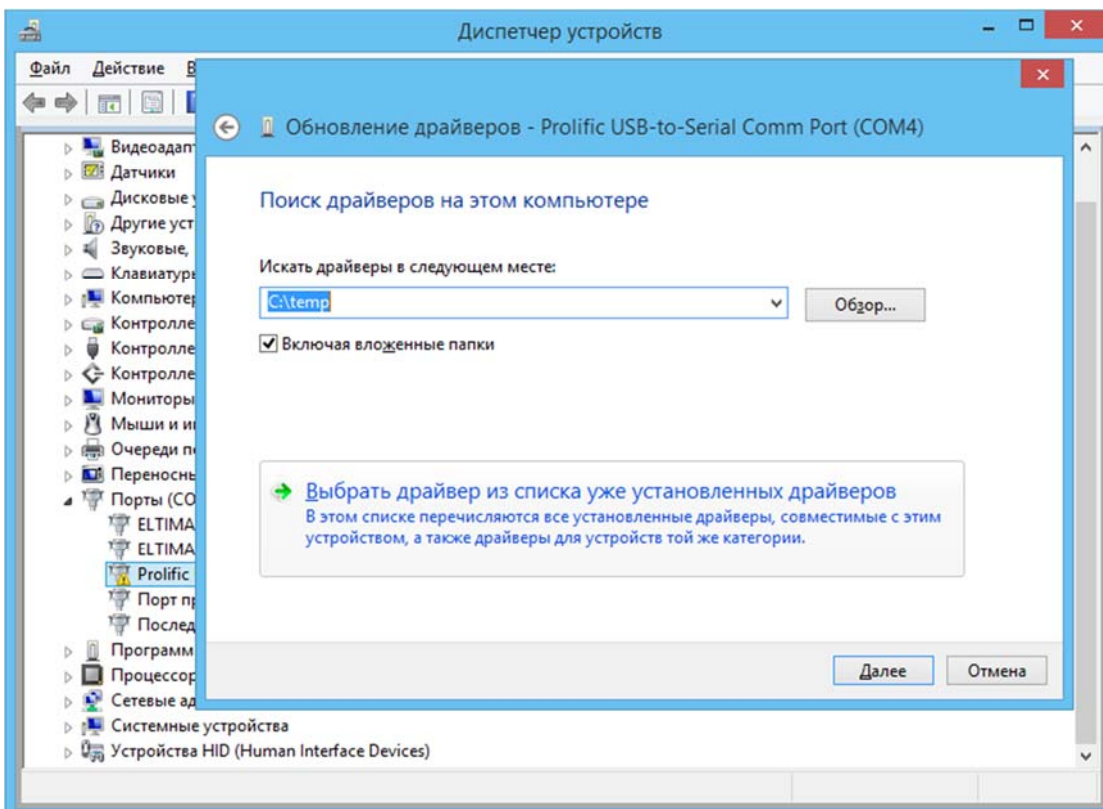 Диспетчер устройств
Файл Действие В
Обновление драйверов - Prolific USB-to-Serial Comm Port (COM4)
Поиск драйверов на этом компьютере
Искать драйверы в следующем месте:
C:\temp
Обзор...
Включая вложенные папки
Выбрать драйвер из списка уже установленных драйверов
В этом списке перечисляются все установленные драйверы, совместимые с этим
устройством, а также драйверы для устройств той же категории.
Далее Отмена
Видеоадап
Датчики
Дисковые
Другие уст
Звуковые,
Клавиатур
Компьютер
Контролле
Контролле
Контролле
Мониторы
Мыши и и
Очереди п
Переносн
Порты (CO
ELTIMA
ELTIMA
Prolific
Порт п
Послед
Программ
Процессор
Сетевые ад
Системные устройства
Устройства HID (Human Interface Devices)